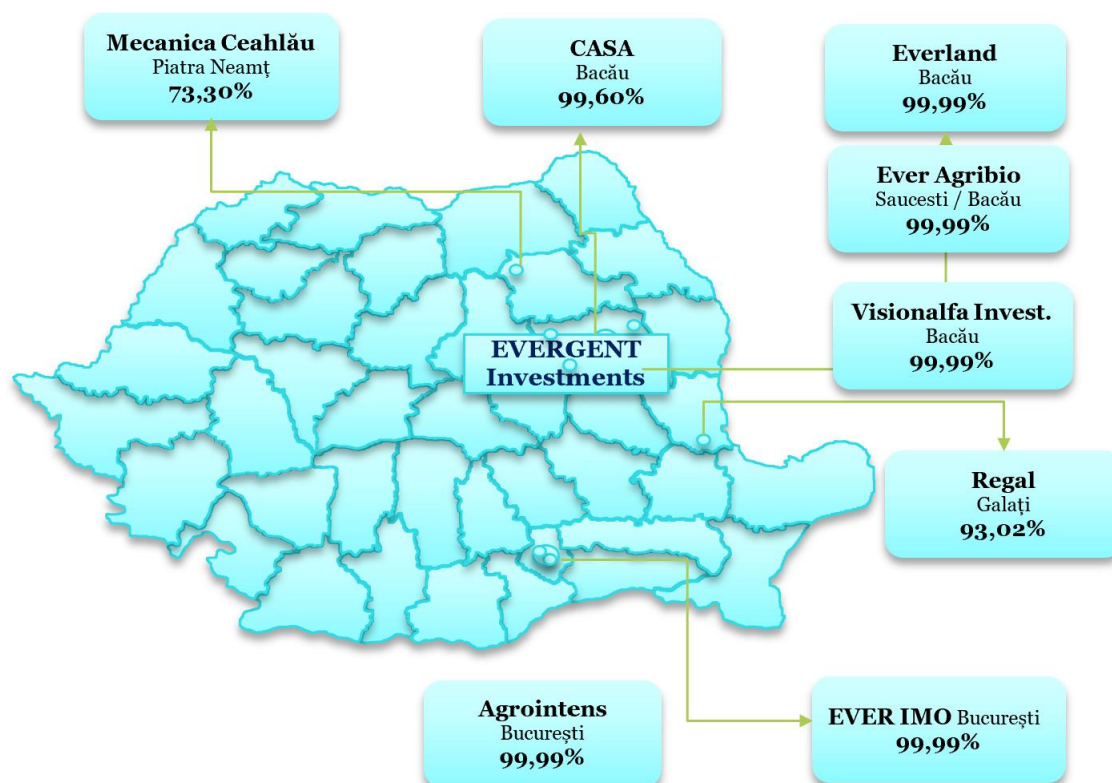 Mecanica Ceahlău
Piatra Neamț
73,30%
CASA
Bacău
99,60%
Everland
Bacău
99,99%
Ever Agribio
Saucesti / Bacău
99,99%
Visionalfa Invest.
Bacău
99,99%
EVERGENT
Investments
Regal
Galați
93,02%
Agrointens
București
99,99%
EVER IMO București
99,99%